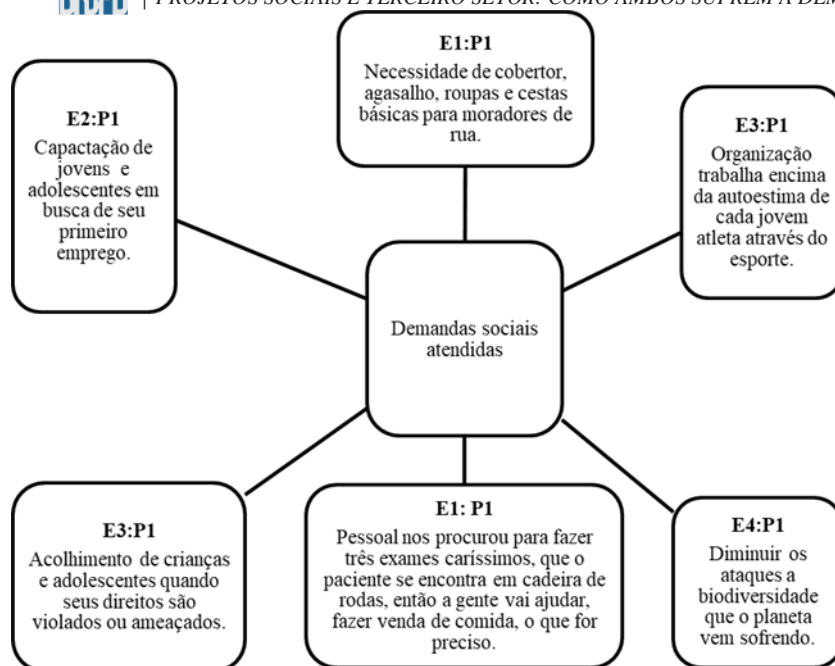 PROJETOS SOCIAIS E TERCEIRO SETOR: COMO AMBOS SUPREM A
E1:P1
Necessidade de cobertor,
agasalho, roupas e cestas
básicas para moradores de
rua.
E2:P1
Capactação de
jovens e
adolescentes em
busca de seu
primeiro
emprego.
E3:P1
Organização
trabalha encima
da autoestima de
cada jovem
atleta através do
esporte.
Demandas sociais
atendidas
E3:P1
Acolhimento de crianças
e adolescentes quando
seus direitos são
violados ou ameaçados.
E1: P1
Pessoal nos procurou para fazer
três exames caríssimos, que o
paciente se encontra em cadeira de
rodas, então a gente vai ajudar,
fazer venda de comida, o que for
preciso.
E4:P1
Diminuir os
ataques a
biodiversidade
que o planeta
vem sofrendo.